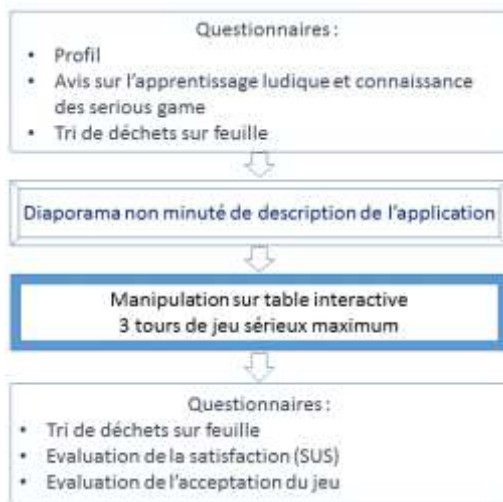 Questionnaires :
• Profil
• Avis sur l'apprentissage ludique et connaissance
des serious game
• Tri de déchets sur feuille
Diaporama non minuté de description de l'application
Manipulation sur table interactive
3 tours de jeu sérieux maximum
Questionnaires :
• Tri de déchets sur feuille
• Evaluation de la satisfaction (SUS)
• Evaluation de l'acceptation du jeu